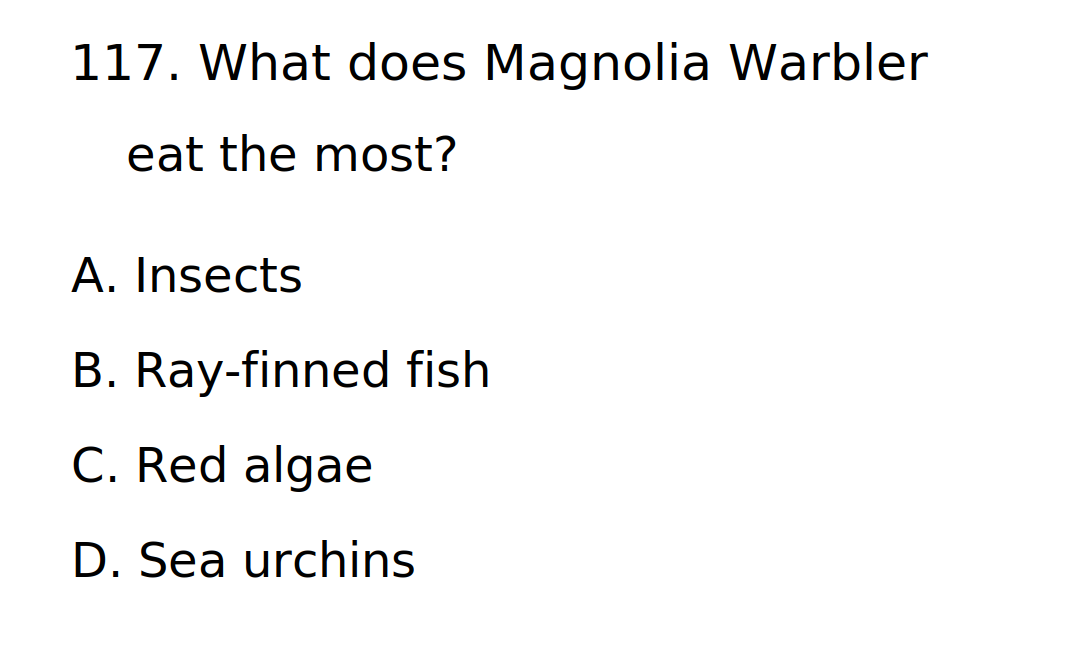 117. What does Magnolia Warbler
eat the most?
A. Insects
B. Ray-finned fish
C. Red algae
D. Sea urchins